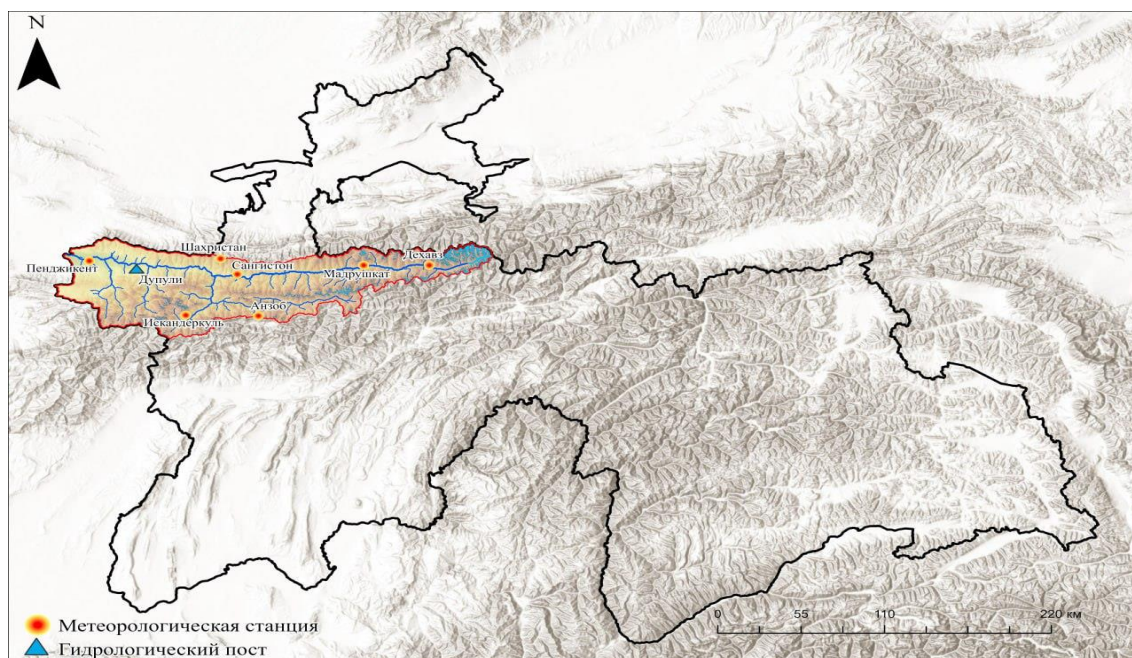 N
Шахристан
Пенджикент
Сангистон
Мадрушкат
Дехавз
Дупули
Искандеркуль
Анзоб
0 55 110 220 км
Метеорологическая станция
Гидрологический пост